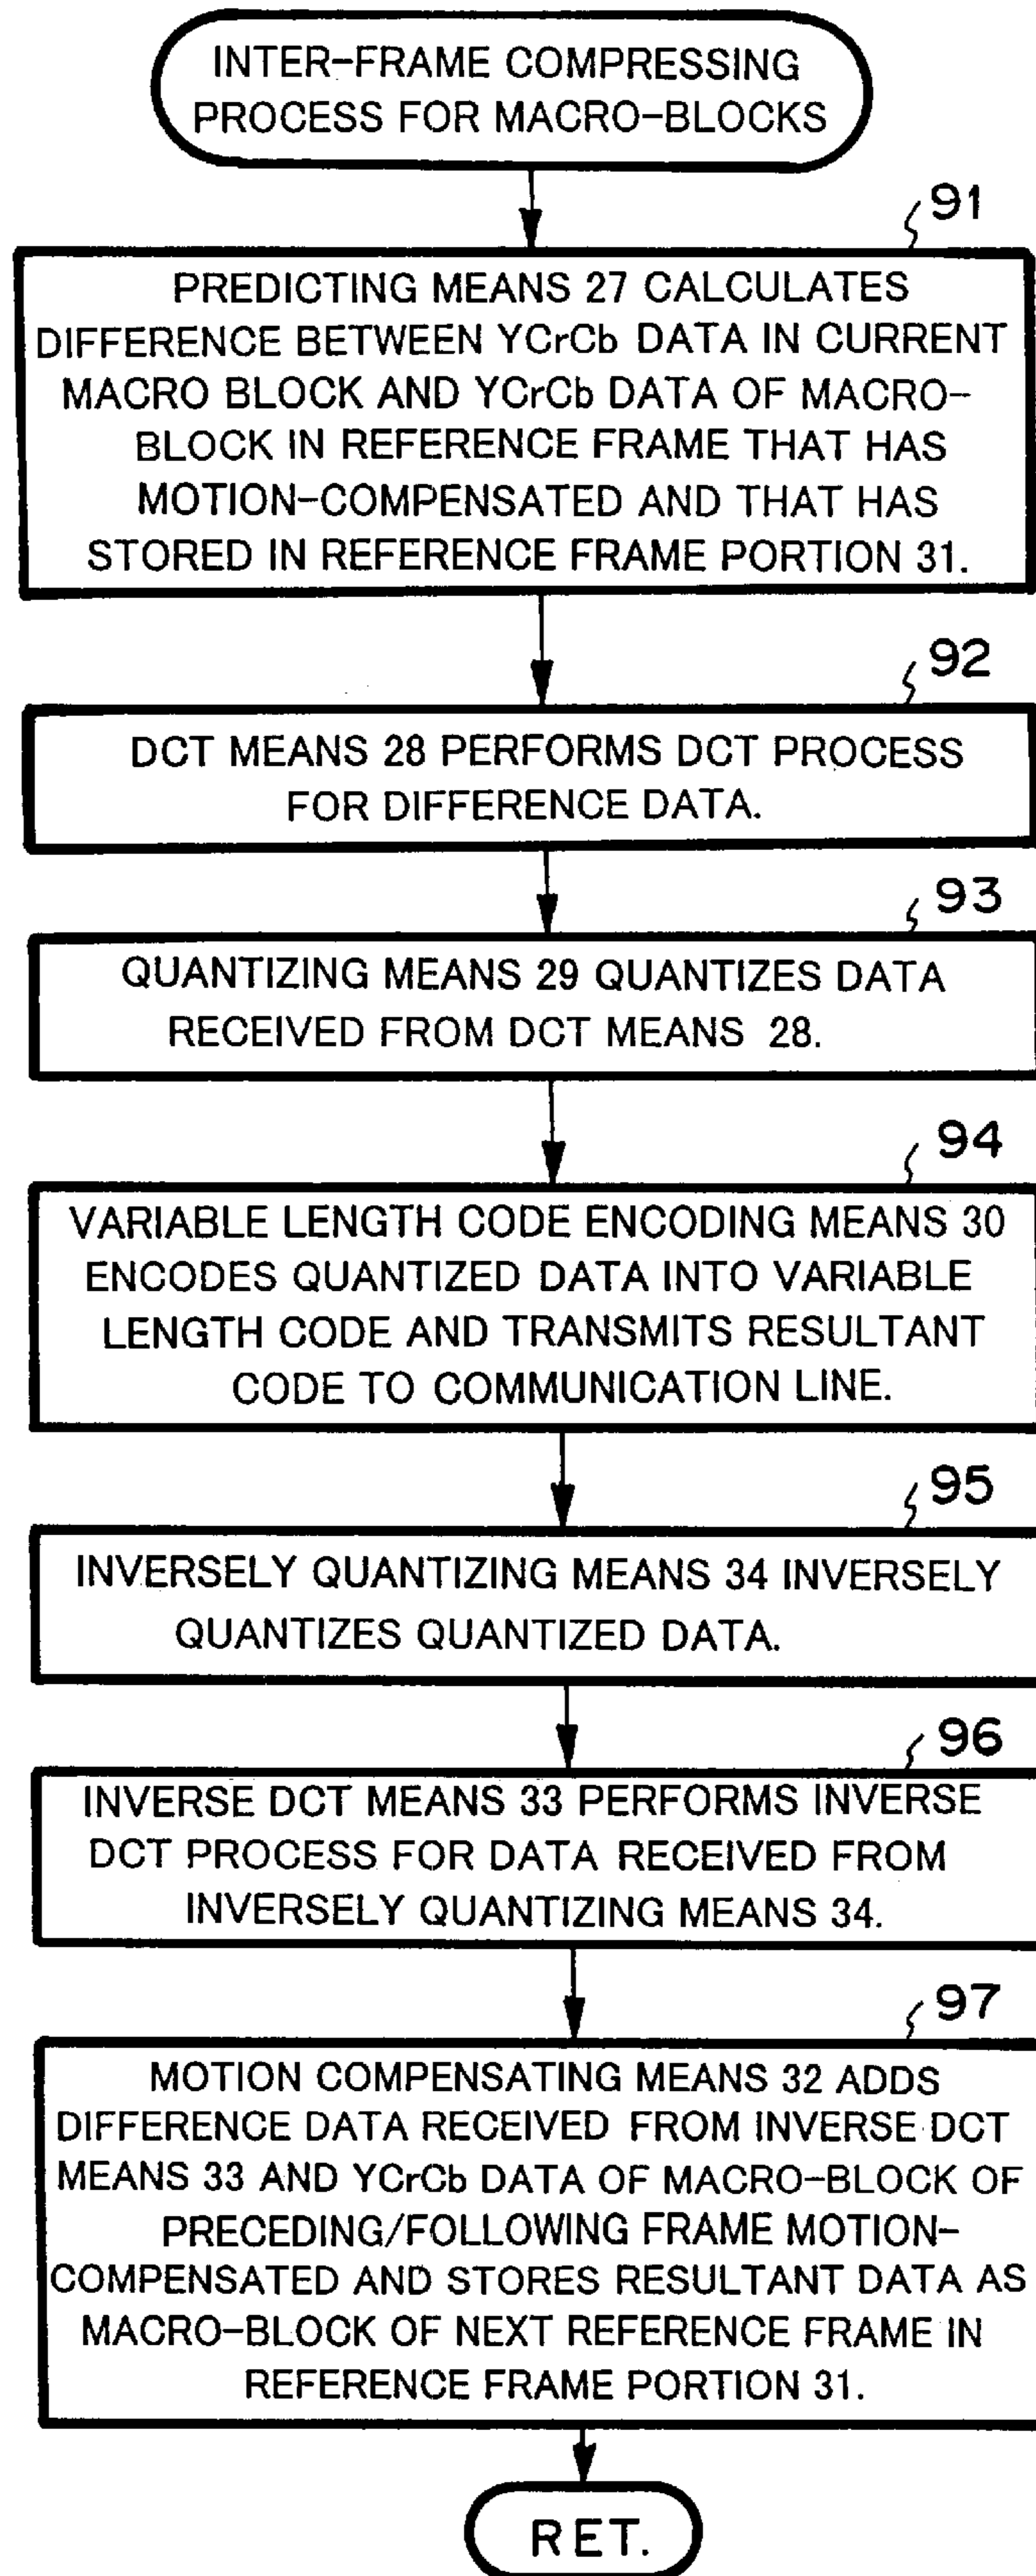 INTER-FRAME COMPRESSING
PROCESS FOR MACRO-BLOCKS
91
PREDICTING MEANS 27 CALCULATES
DIFFERENCE BETWEEN YCrCb DATA IN CURRENT
MACRO BLOCK AND YCrCb DATA OF MACRO-
BLOCK IN REFERENCE FRAME THAT HAS
MOTION-COMPENSATED AND THAT HAS
STORED IN REFERENCE FRAME PORTION 31.
92
DCT MEANS 28 PERFORMS DCT PROCESS
FOR DIFFERENCE DATA.
93
QUANTIZING MEANS 29 QUANTIZES DATA
RECEIVED FROM DCT MEANS 28.
94
VARIABLE LENGTH CODE ENCODING MEANS 30
ENCODES QUANTIZED DATA INTO VARIABLE
LENGTH CODE AND TRANSMITS RESULTANT
CODE TO COMMUNICATION LINE.
95
INVERSELY QUANTIZING MEANS 34 INVERSELY
QUANTIZES QUANTIZED DATA.
96
INVERSE DCT MEANS 33 PERFORMS INVERSE
DCT PROCESS FOR DATA RECEIVED FROM
INVERSELY QUANTIZING MEANS 34.
97
MOTION COMPENSATING MEANS 32 ADDS
DIFFERENCE DATA RECEIVED FROM INVERSE DCT
MEANS 33 AND YCrCb DATA OF MACRO-BLOCK OF
PRECEDING/FOLLOWING FRAME MOTION-
COMPENSATED AND STORES RESULTANT DATA AS
MACRO-BLOCK OF NEXT REFERENCE FRAME IN
REFERENCE FRAME PORTION 31.
RET.